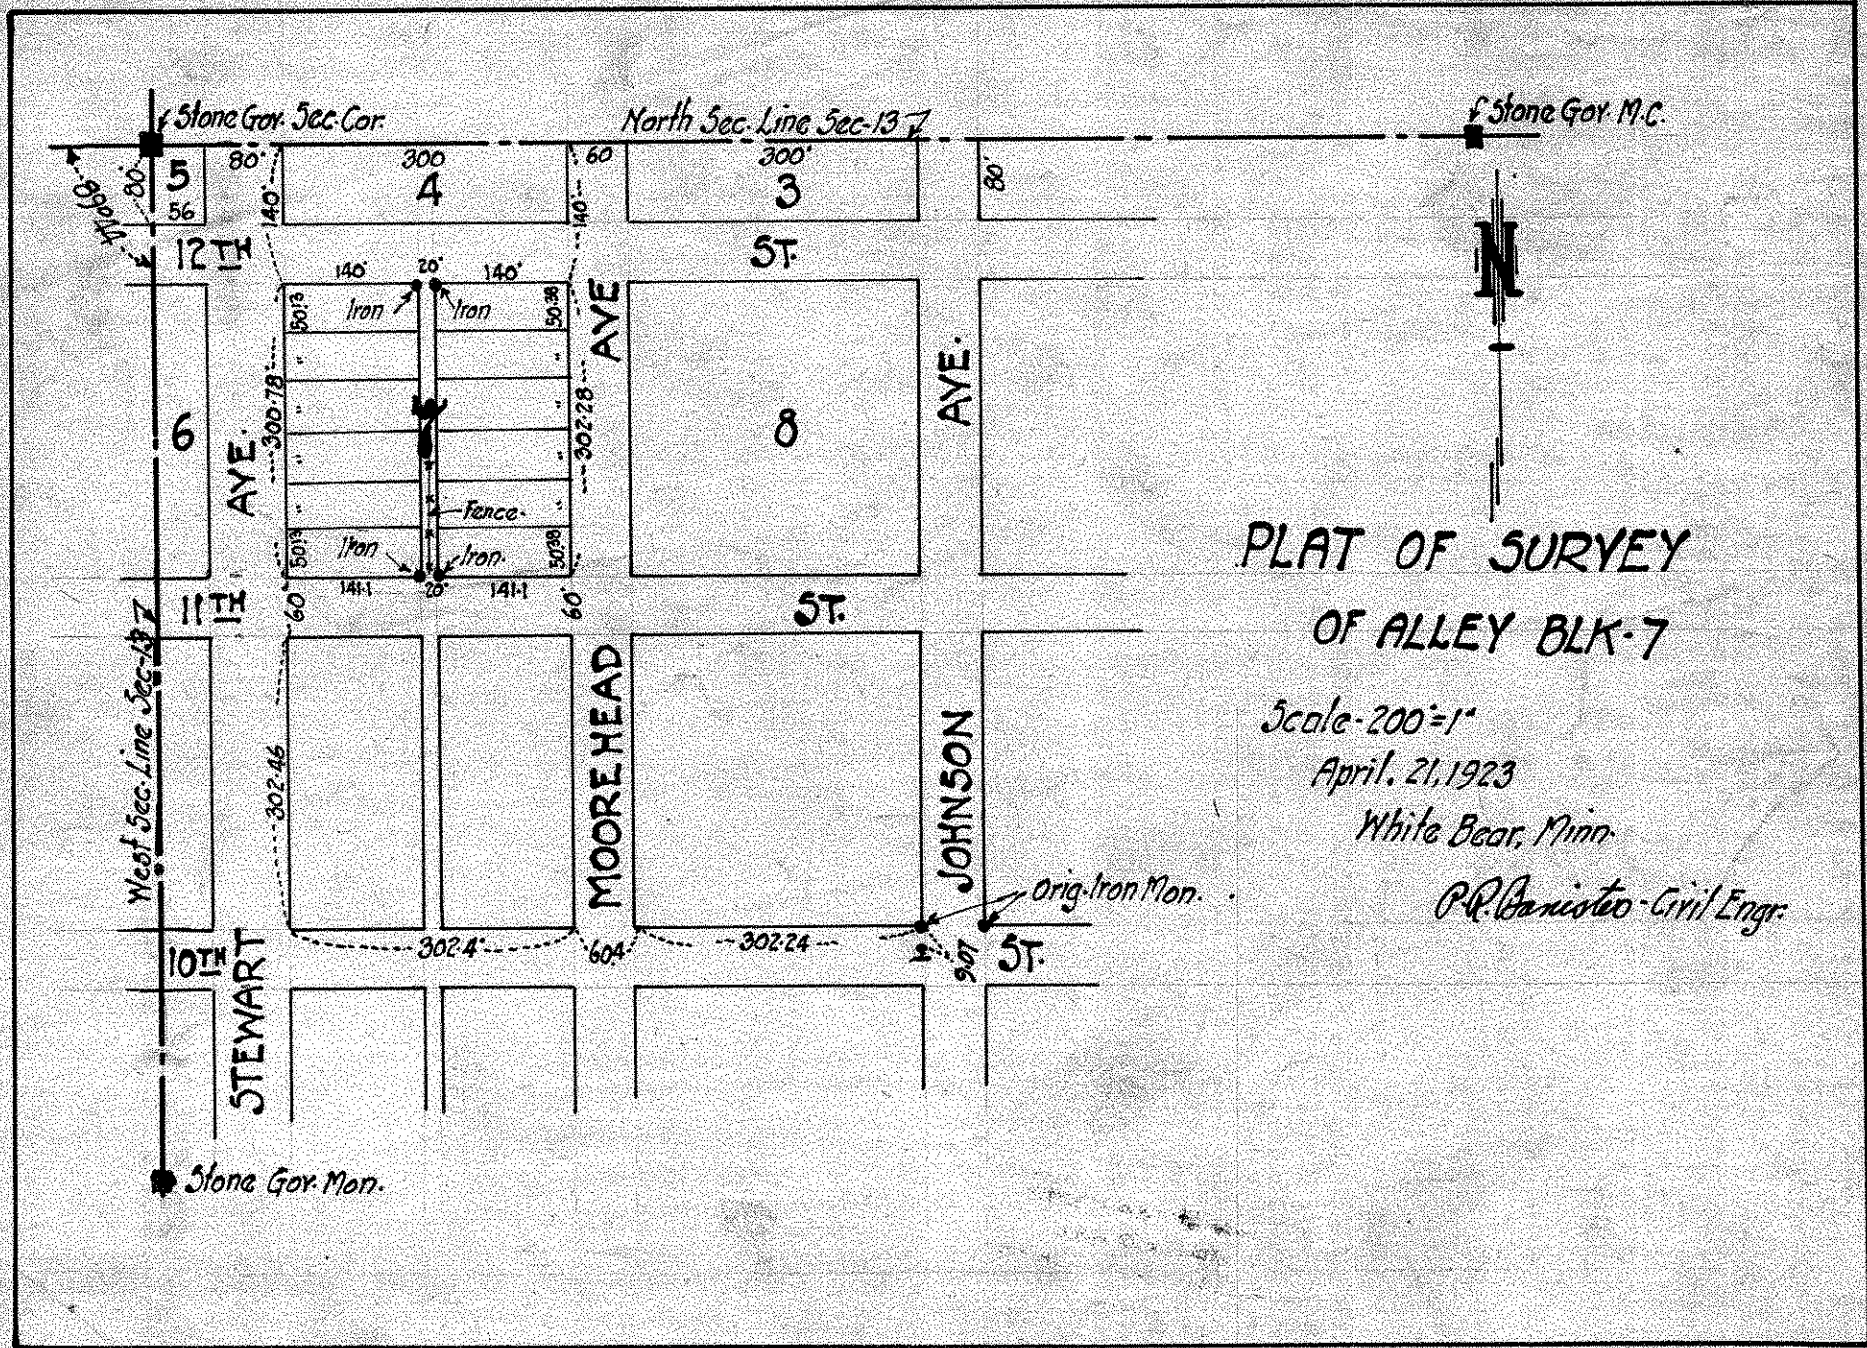 Stone Gov. Sec. Cor.
North Sec. Line Sec-13
Stone Gov. M.C.
5
80'
300
60
300'
80'
80'
4
3
56
140'
140'
12TH
ST.
N
140'
20'
140'
Iron
Iron
50.13
50.38
"
"
"
"
"
"
"
"
300.78
302.28
AVE
AVE.
AVE.
6
8
Fence.
50.13
50.38
Iron
Iron.
141.1
20'
141.1
60'
60'
11TH
ST.
PLAT OF SURVEY
OF ALLEY BLK-7
Scale-200'=1"
April. 21, 1923
White Bear, Minn.
P.R. Banister - Civil Engr.
West Sec. Line Sec-13
302.46
MOOREHEAD
JOHNSON
Orig. Iron Mon.
302.4'
60.4
302.24
9.07
10TH
ST.
STEWART
Stone Gov. Mon.